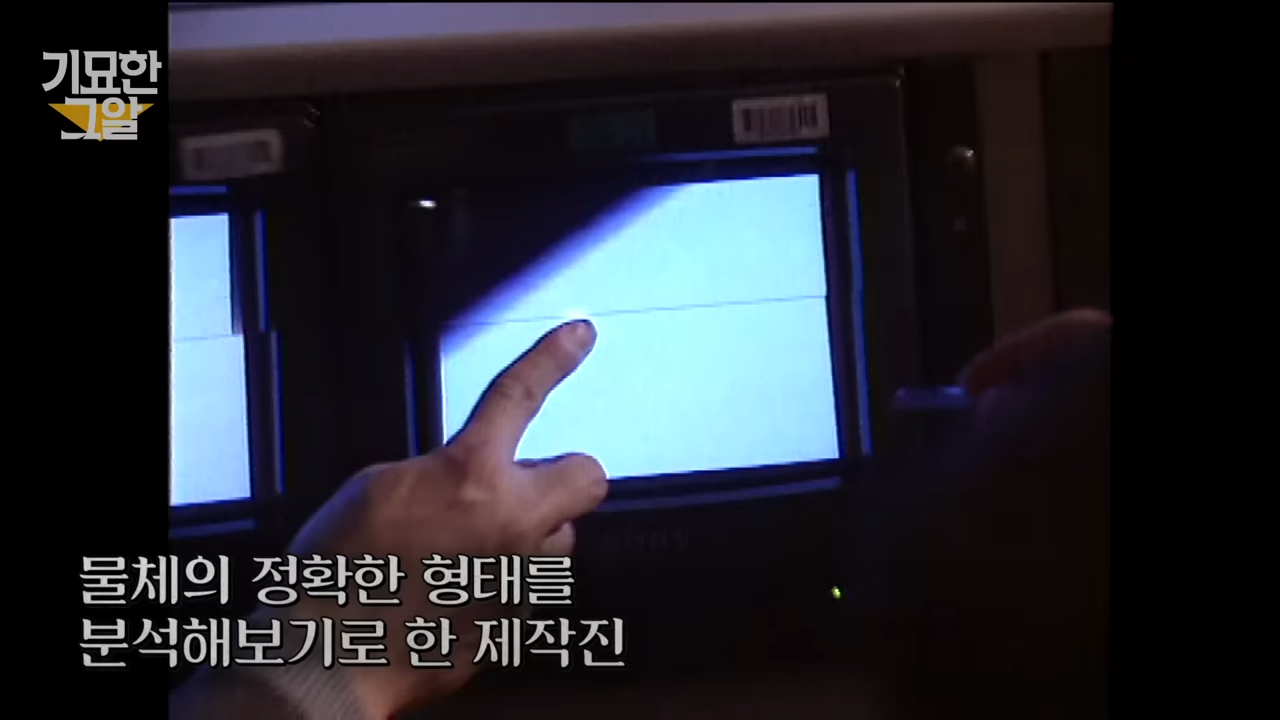 기묘한
그알
물체의 정확한 형태를
분석해보기로 한 제작진